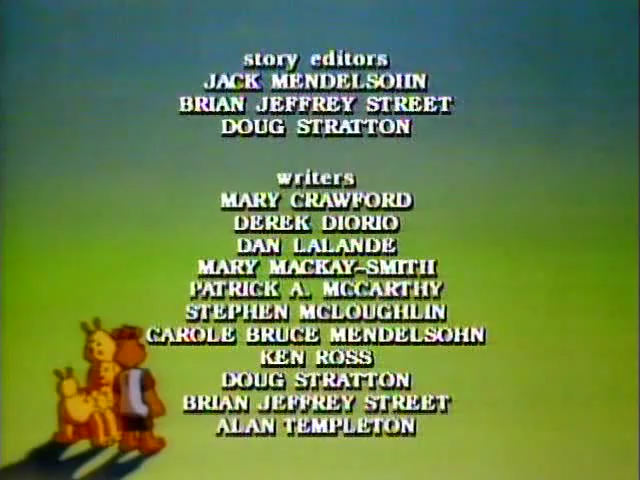 story editors
JACK MENDELSOHN
BRIAN JEFFREY STREET
DOUG STRATTON
writers
MARY CRAWFORD
DEREK DIORIO
DAN LALANDE
MARY MACKAY-SMITH
PATRICK A. MCCARTHY
STEPHEN MCLOUGHLIN
CAROLE BRUCE MENDELSOHN
KEN ROSS
DOUG STRATTON
BRIAN JEFFREY STREET
ALAN TEMPLETON